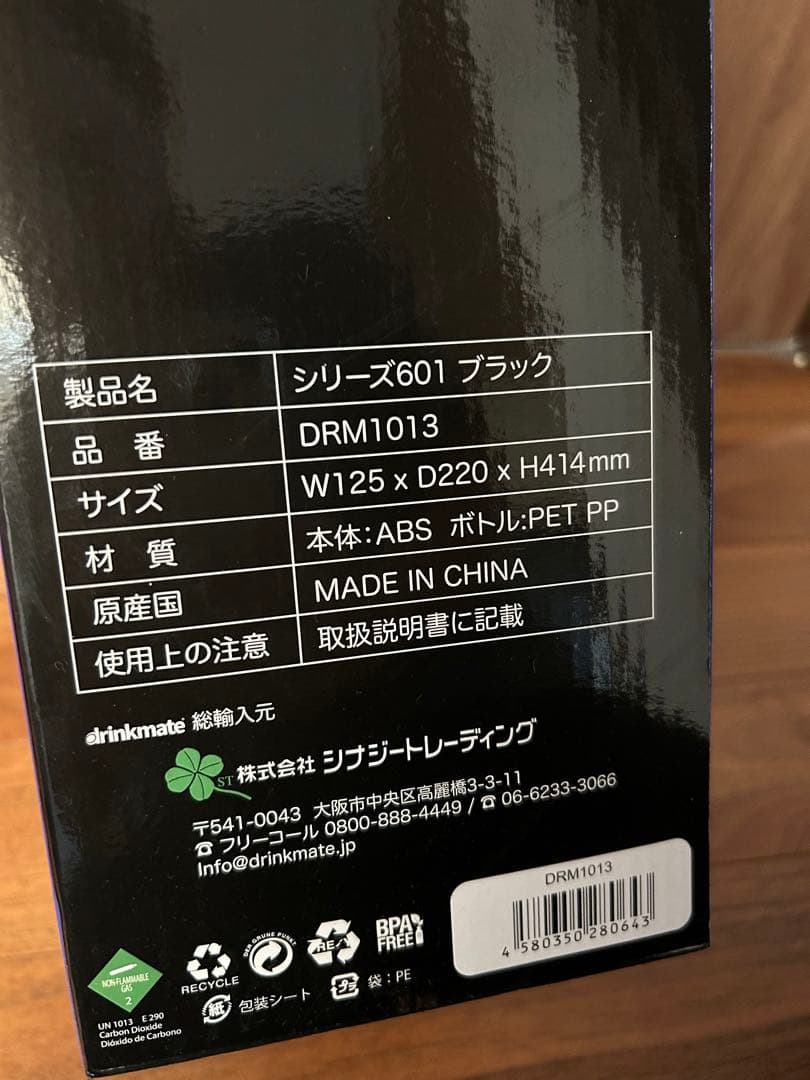 製品名 シリーズ601 ブラック
品 番 DRM1013
サイズ W125 x D220 x H414mm
材 質 本体:ABS ボトル:PET PP
原産国 MADE IN CHINA
使用上の注意 取扱説明書に記載
drinkmate 総輸入元
ST 株式会社 シナジートレーディング
〒541-0043 大阪市中央区高麗橋3-3-11
☎ フリーコール 0800-888-4449 / ☎ 06-6233-3066
Info@drinkmate.jp
DRM1013
4 580350 280643
NON-FLAMMABLE
GAS
2
UN 1013 E 290
Carbon Dioxide
Dióxido de Carbono
RECYCLE
DER GRÜNE PUNKT
RE
BPA
FREE
紙 包装シート
プラ 袋:PE